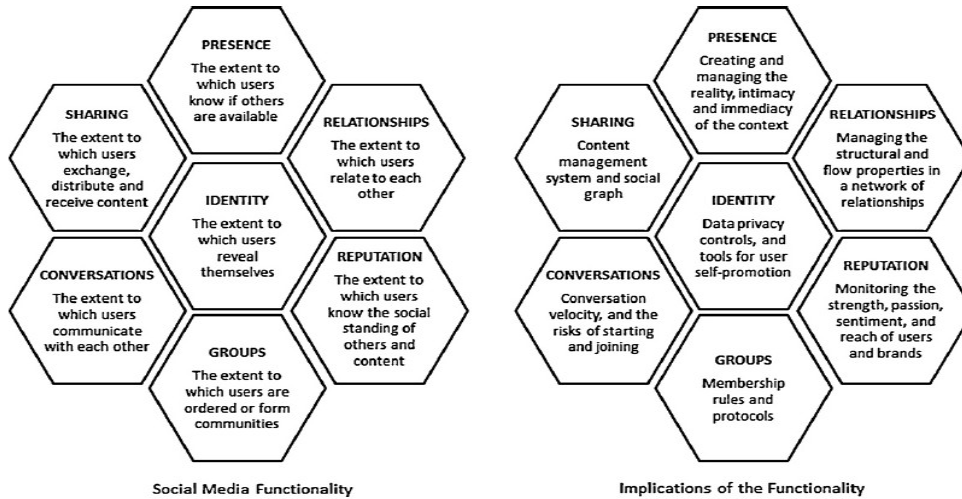 PRESENCE
The extent to
which users
know if others
are available
SHARING
The extent to
which users
exchange,
distribute and
receive content
RELATIONSHIPS
The extent to
which users
relate to each
other
IDENTITY
The extent to
which users
reveal
themselves
CONVERSATIONS
The extent to
which users
communicate
with each other
REPUTATION
The extent to
which users
know the social
standing of
others and
content
GROUPS
The extent to
which users are
ordered or form
communities
Social Media Functionality
PRESENCE
Creating and
managing the
reality, intimacy
and immediacy
of the context
SHARING
Content
management
system and social
graph
RELATIONSHIPS
Managing the
structural and
flow properties in
a network of
relationships
IDENTITY
Data privacy
controls, and
tools for user
self-promotion
CONVERSATIONS
Conversation
velocity, and the
risks of starting
and joining
REPUTATION
Monitoring the
strength, passion,
sentiment, and
reach of users
and brands
GROUPS
Membership
rules and
protocols
Implications of the Functionality